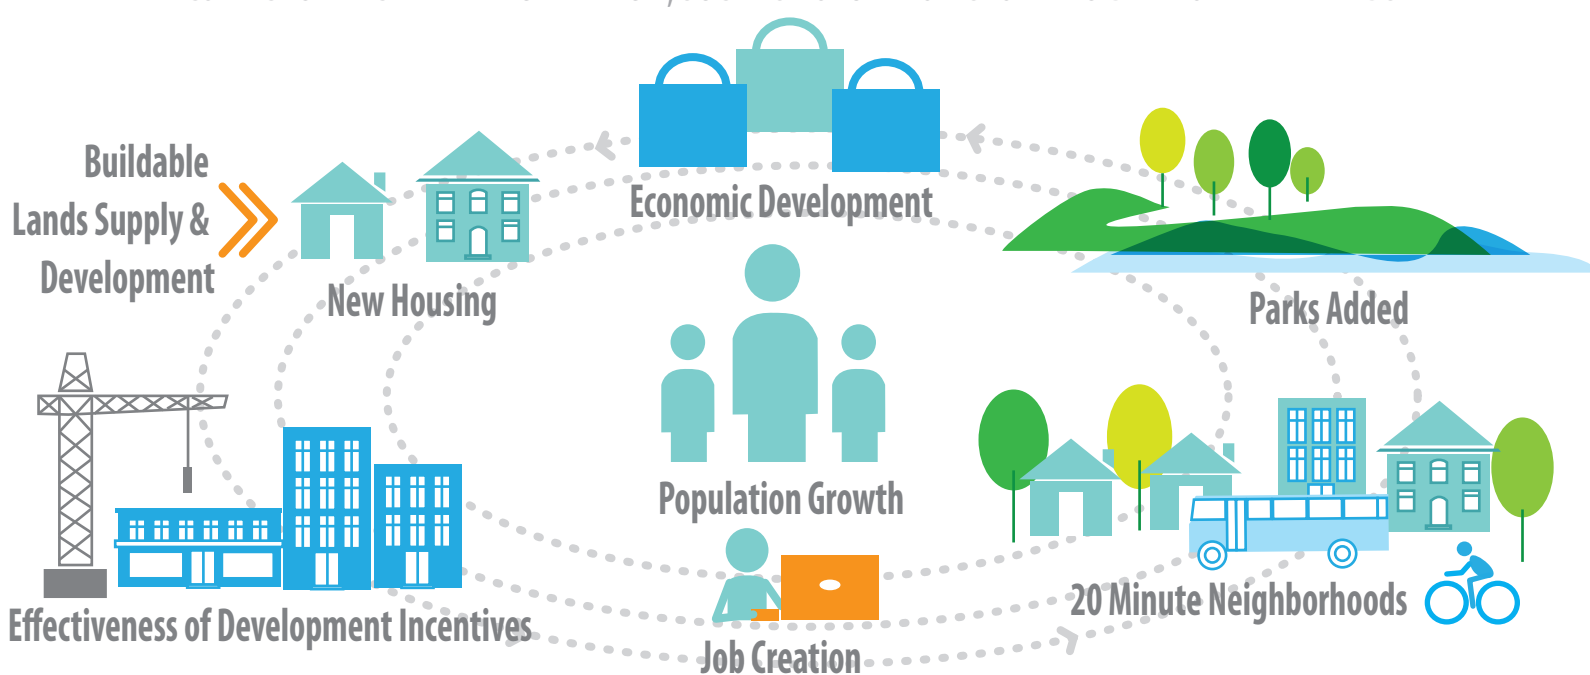 Buildable
Lands Supply &
Development
New Housing
Economic Development
Parks Added
Population Growth
Effectiveness of Development Incentives
Job Creation
20 Minute Neighborhoods